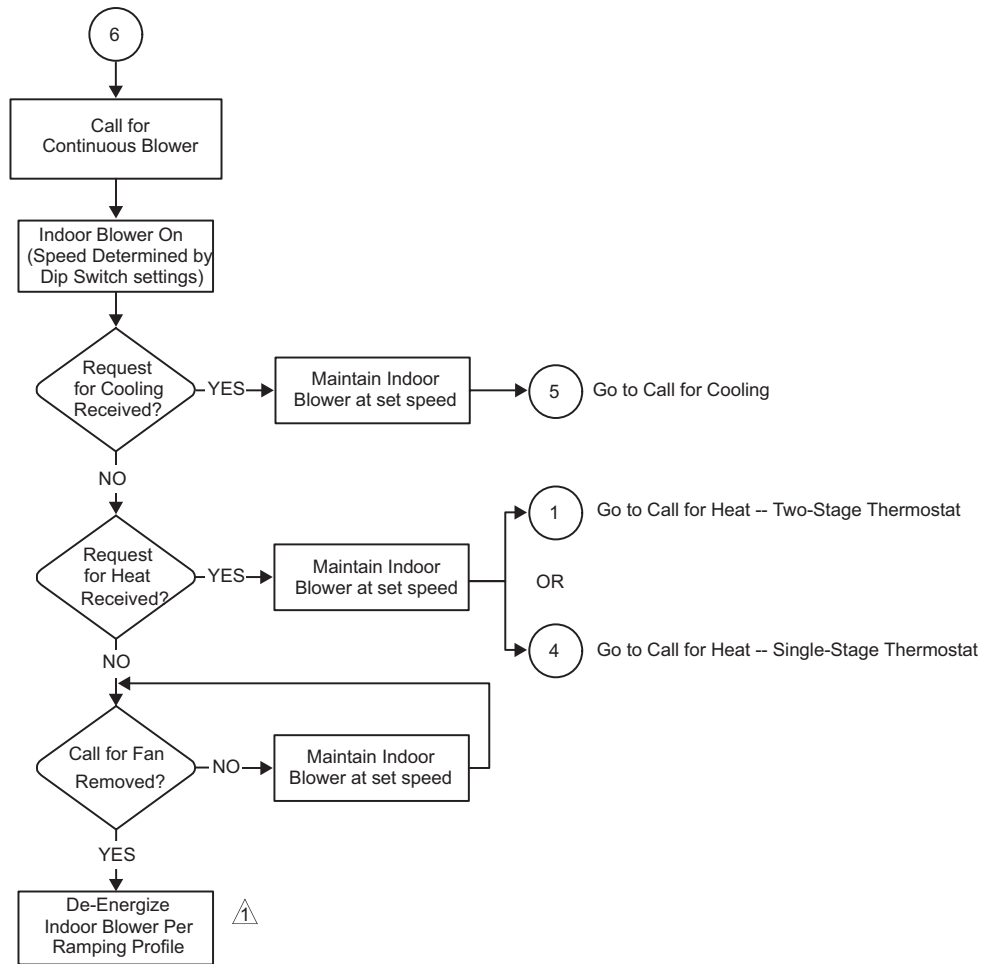 6
Call for
Continuous Blower
Indoor Blower On
(Speed Determined by
Dip Switch settings)
Request
for Cooling
Received?
YES
Maintain Indoor
Blower at set speed
5
Go to Call for Cooling
NO
Request
for Heat
Received?
YES
Maintain Indoor
Blower at set speed
1
Go to Call for Heat -- Two-Stage Thermostat
OR
4
Go to Call for Heat -- Single-Stage Thermostat
NO
Call for Fan
Removed?
NO
Maintain Indoor
Blower at set speed
YES
De-Energize
Indoor Blower Per
Ramping Profile
1